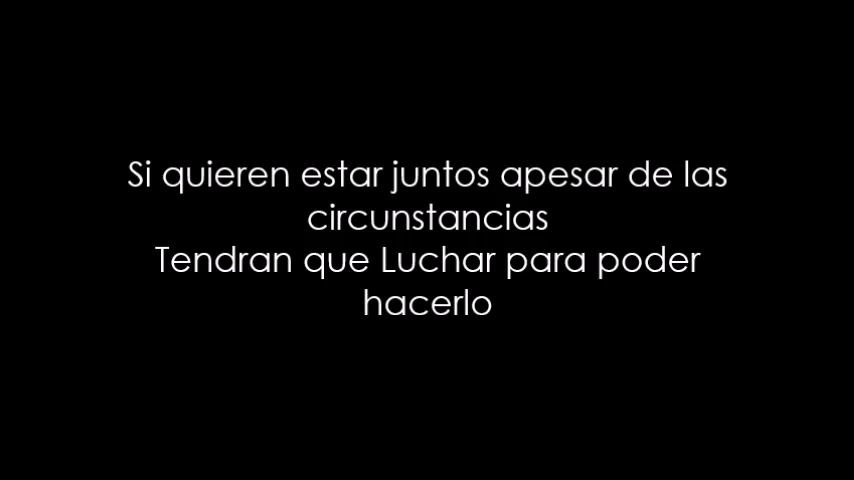 Si quieren estar juntos apesar de las
circunstancias
Tendran que Luchar para poder
hacerlo